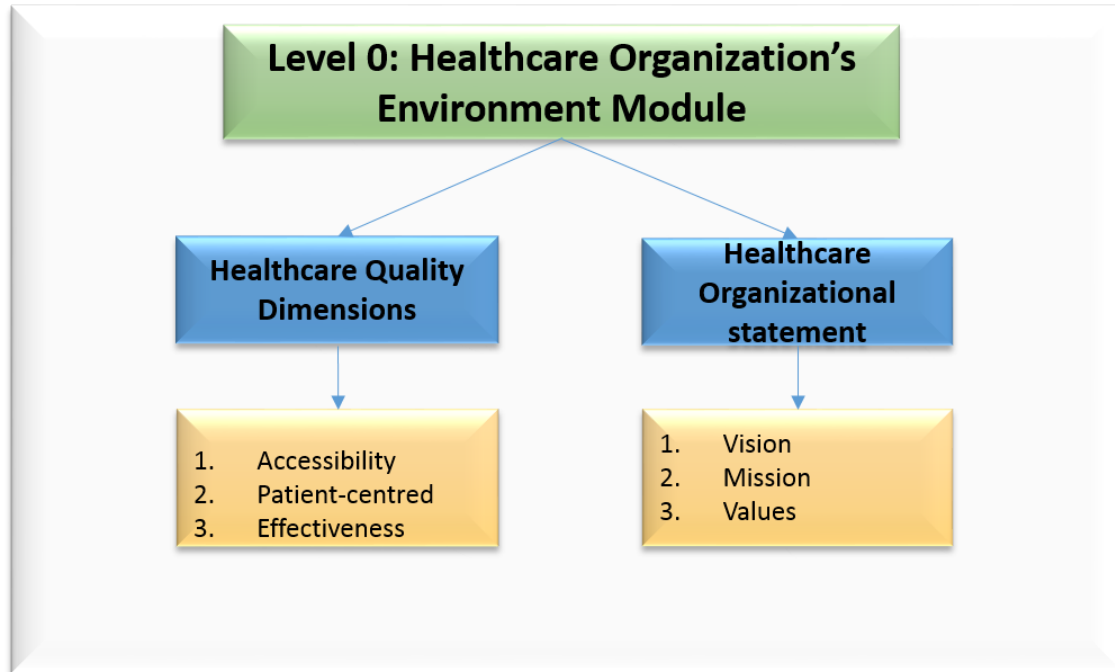 Level 0: Healthcare Organization’s
Environment Module
Healthcare Quality
Dimensions
Healthcare
Organizational
statement
1. Accessibility
2. Patient-centred
3. Effectiveness
1. Vision
2. Mission
3. Values